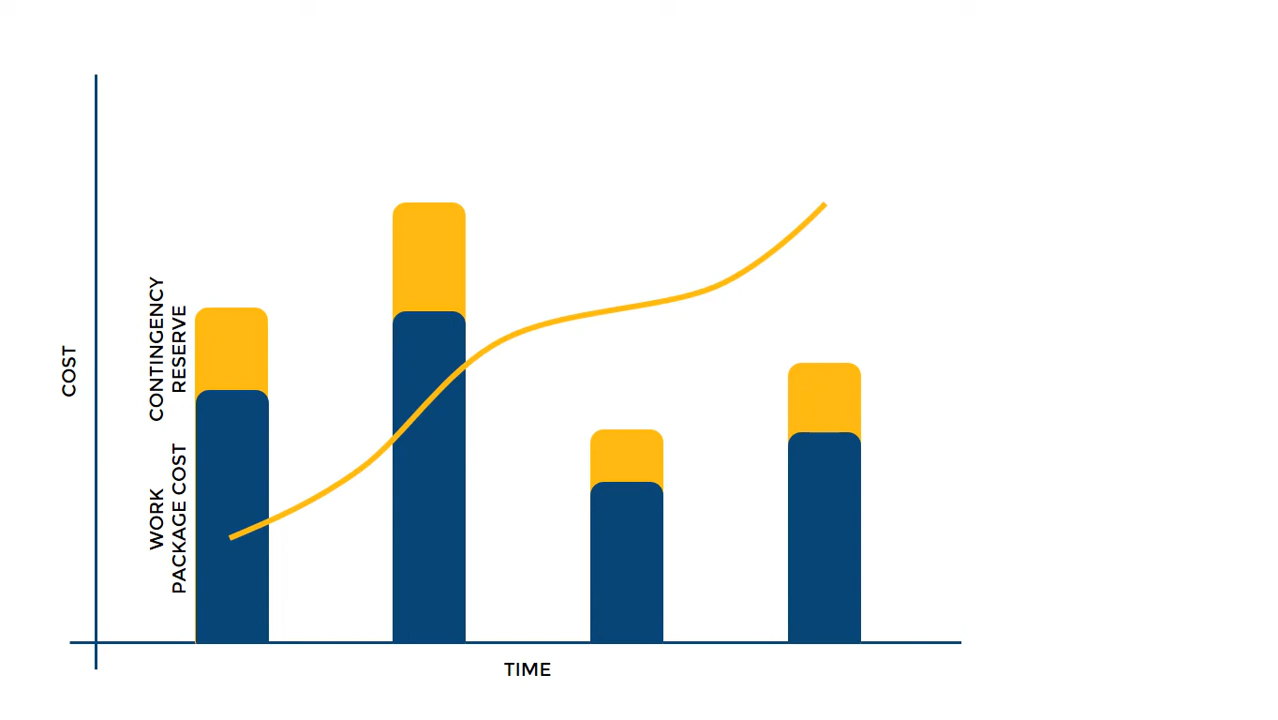 COST
CONTINGENCY
RESERVE
WORK
PACKAGE COST
TIME